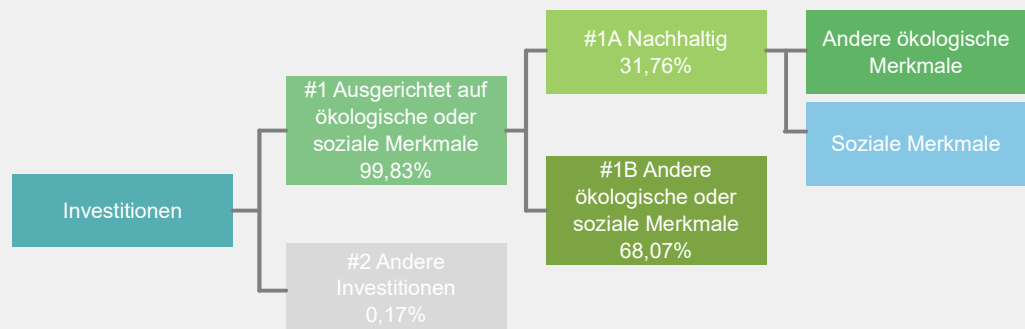 Investitionen
#1 Ausgerichtet auf
ökologische oder
soziale Merkmale
99,83%
#2 Andere
Investitionen
0,17%
#1A Nachhaltig
31,76%
#1B Andere
ökologische oder
soziale Merkmale
68,07%
Andere ökologische
Merkmale
Soziale Merkmale